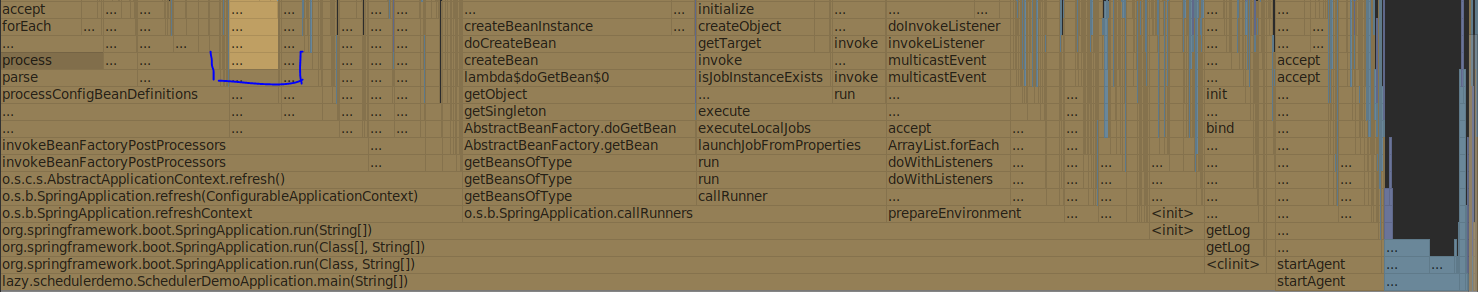 accept ... ... initialize ... ...
forEach ... ... ... createBeanInstance ... createObject doInvokeListener ... ...
... ... ... ... ... ... ... ... ... doCreateBean getTarget invoke invokeListener ... ... ...
process ... ... ... ... ... ... ... createBean invoke ... multicastEvent ... accept
parse ... ... ... ... ... ... lambda$doGetBean$0 isJobInstanceExists invoke multicastEvent ... accept
processConfigBeanDefinitions ... ... ... ... ... getObject ... run ... ... init ...
... ... ... ... ... ... getSingleton execute ... ... ...
... ... ... ... AbstractBeanFactory.doGetBean executeLocalJobs accept ... ... ... bind ...
invokeBeanFactoryPostProcessors AbstractBeanFactory.getBean launchJobFromProperties ArrayList.forEach ... ... ... ... ...
invokeBeanFactoryPostProcessors ... getBeansOfType run doWithListeners ... ... ... ... ... ... ...
o.s.c.s.AbstractApplicationContext.refresh() getBeansOfType run doWithListeners ... ... ... ... ... ... ...
o.s.b.SpringApplication.refresh(ConfigurableApplicationContext) getBeansOfType callRunner ... ... ... ... ... ... ...
o.s.b.SpringApplication.refreshContext o.s.b.SpringApplication.callRunners prepareEnvironment ... ... <init> ... ... ...
org.springframework.boot.SpringApplication.run(String[]) <init> getLog ...
org.springframework.boot.SpringApplication.run(Class[], String[]) getLog ... ...
org.springframework.boot.SpringApplication.run(Class, String[]) <clinit> startAgent ... ...
lazy.schedulerdemo.SchedulerDemoApplication.main(String[]) startAgent ...